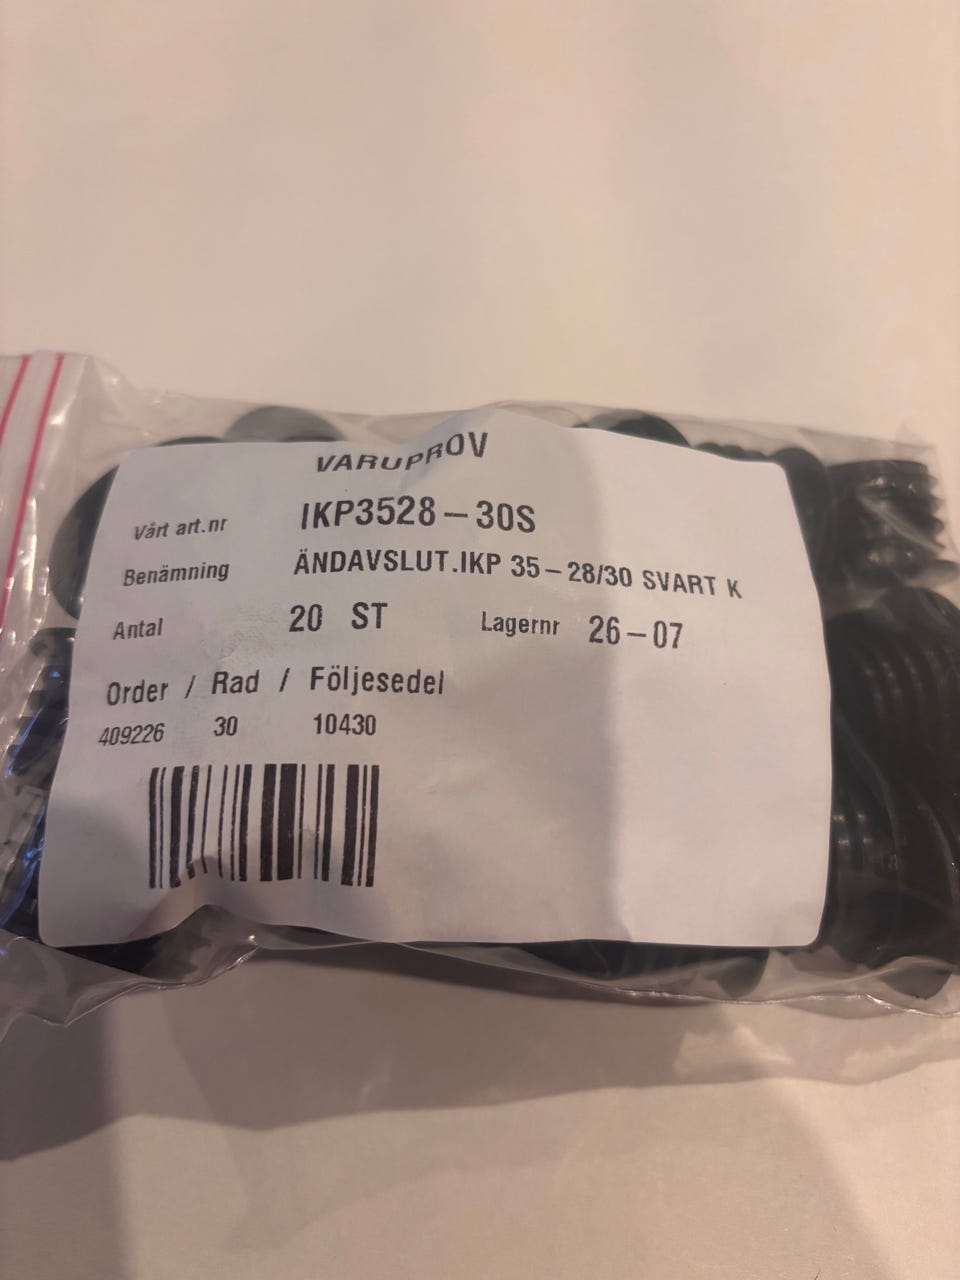 VARUPROV
Vårt art.nr IKP3528-30S
Benämning ÄNDAVSLUT.IKP 35-28/30 SVART K
Antal 20 ST Lagernr 26-07
Order / Rad / Följesedel
409226 30 10430